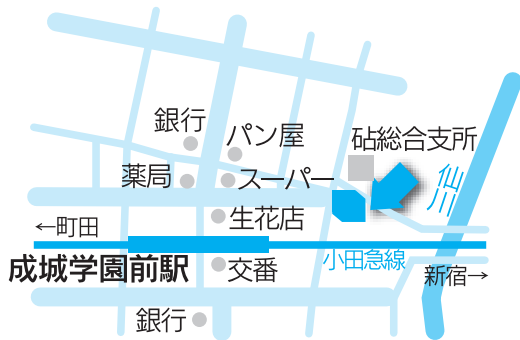 銀行
パン屋
砧総合支所
薬局
スーパー
仙川
生花店
←町田
成城学園前駅
交番
小田急線
新宿→
銀行